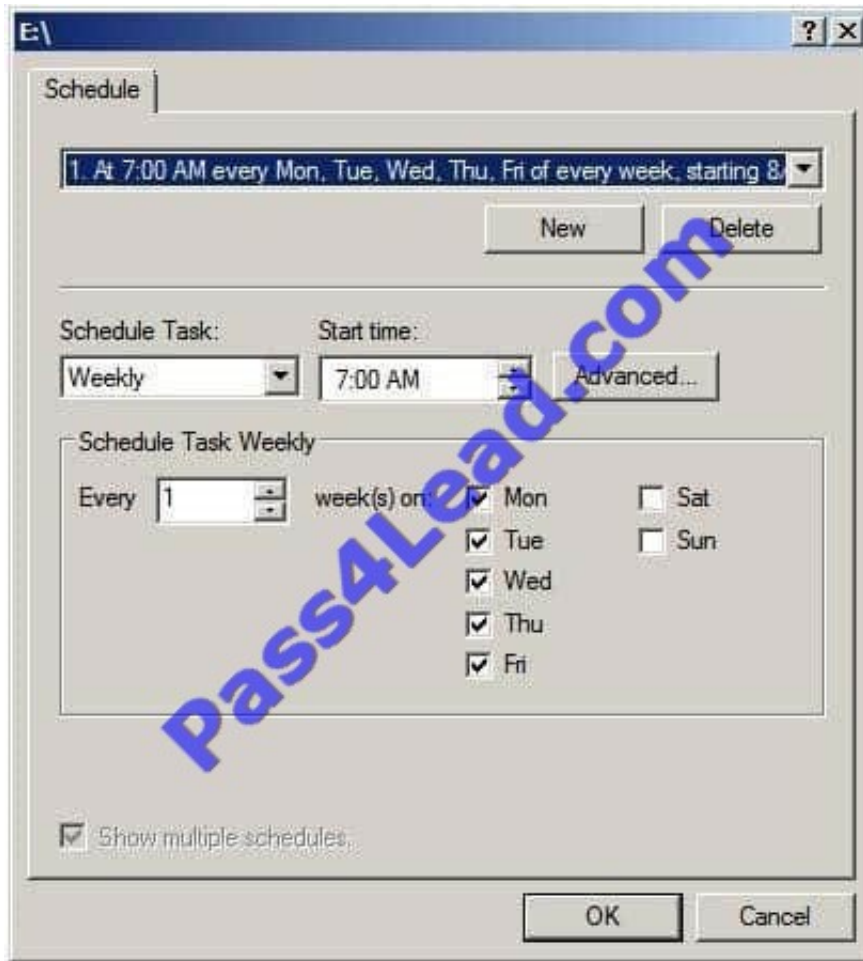 E:\
Schedule
1. At 7:00 AM every Mon, Tue, Wed, Thu, Fri of every week, starting 8/
New Delete
Schedule Task: Start time:
Weekly 7:00 AM Advanced...
Schedule Task Weekly
Every 1 week(s) on: Mon Sat
Tue Sun
Wed
Thu
Fri
Show multiple schedules.
OK Cancel
Pass4Lead.com